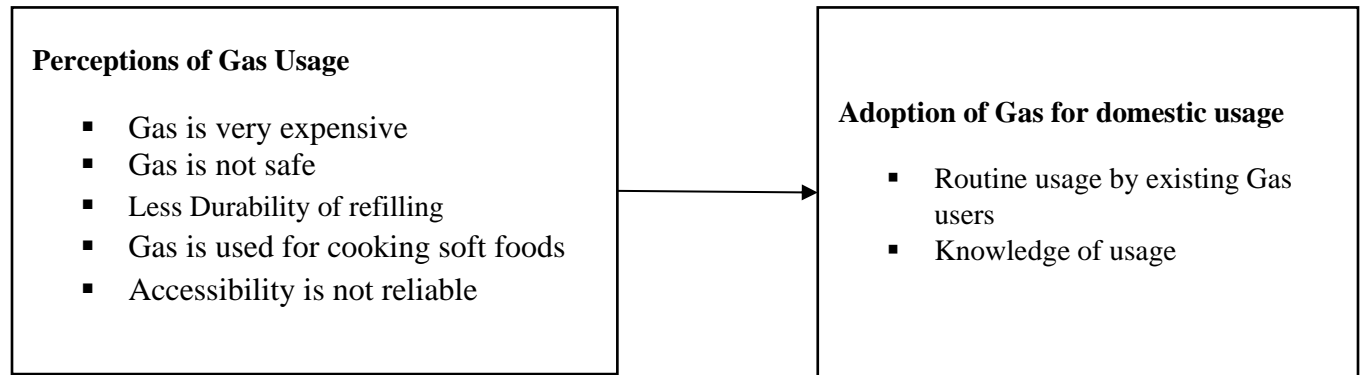 Perceptions of Gas Usage
▪ Gas is very expensive
▪ Gas is not safe
▪ Less Durability of refilling
▪ Gas is used for cooking soft foods
▪ Accessibility is not reliable
Adoption of Gas for domestic usage
▪ Routine usage by existing Gas
users
▪ Knowledge of usage